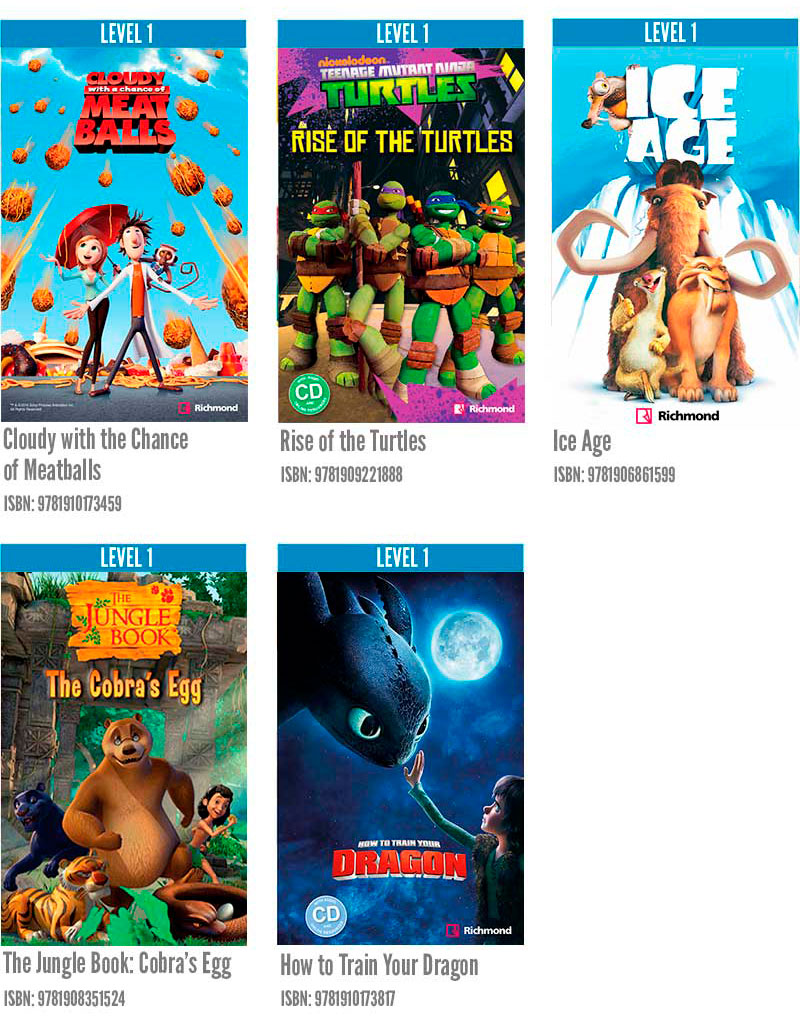 LEVEL 1
CLOUDY
with a chance of
MEAT
BALLS
Richmond
Cloudy with the Chance
of Meatballs
ISBN: 9781910173459
LEVEL 1
nickelodeon
TEENAGE MUTANT NINJA
TURTLES
RISE OF THE TURTLES
CD
Richmond
Rise of the Turtles
ISBN: 9781909221888
LEVEL 1
ICE
AGE
Richmond
Ice Age
ISBN: 9781906861599
LEVEL 1
THE
JUNGLE
BOOK
The Cobra's Egg
The Jungle Book: Cobra's Egg
ISBN: 9781908351524
LEVEL 1
HOW TO TRAIN YOUR
DRAGON
CD
Richmond
How to Train Your Dragon
ISBN: 9781910173817